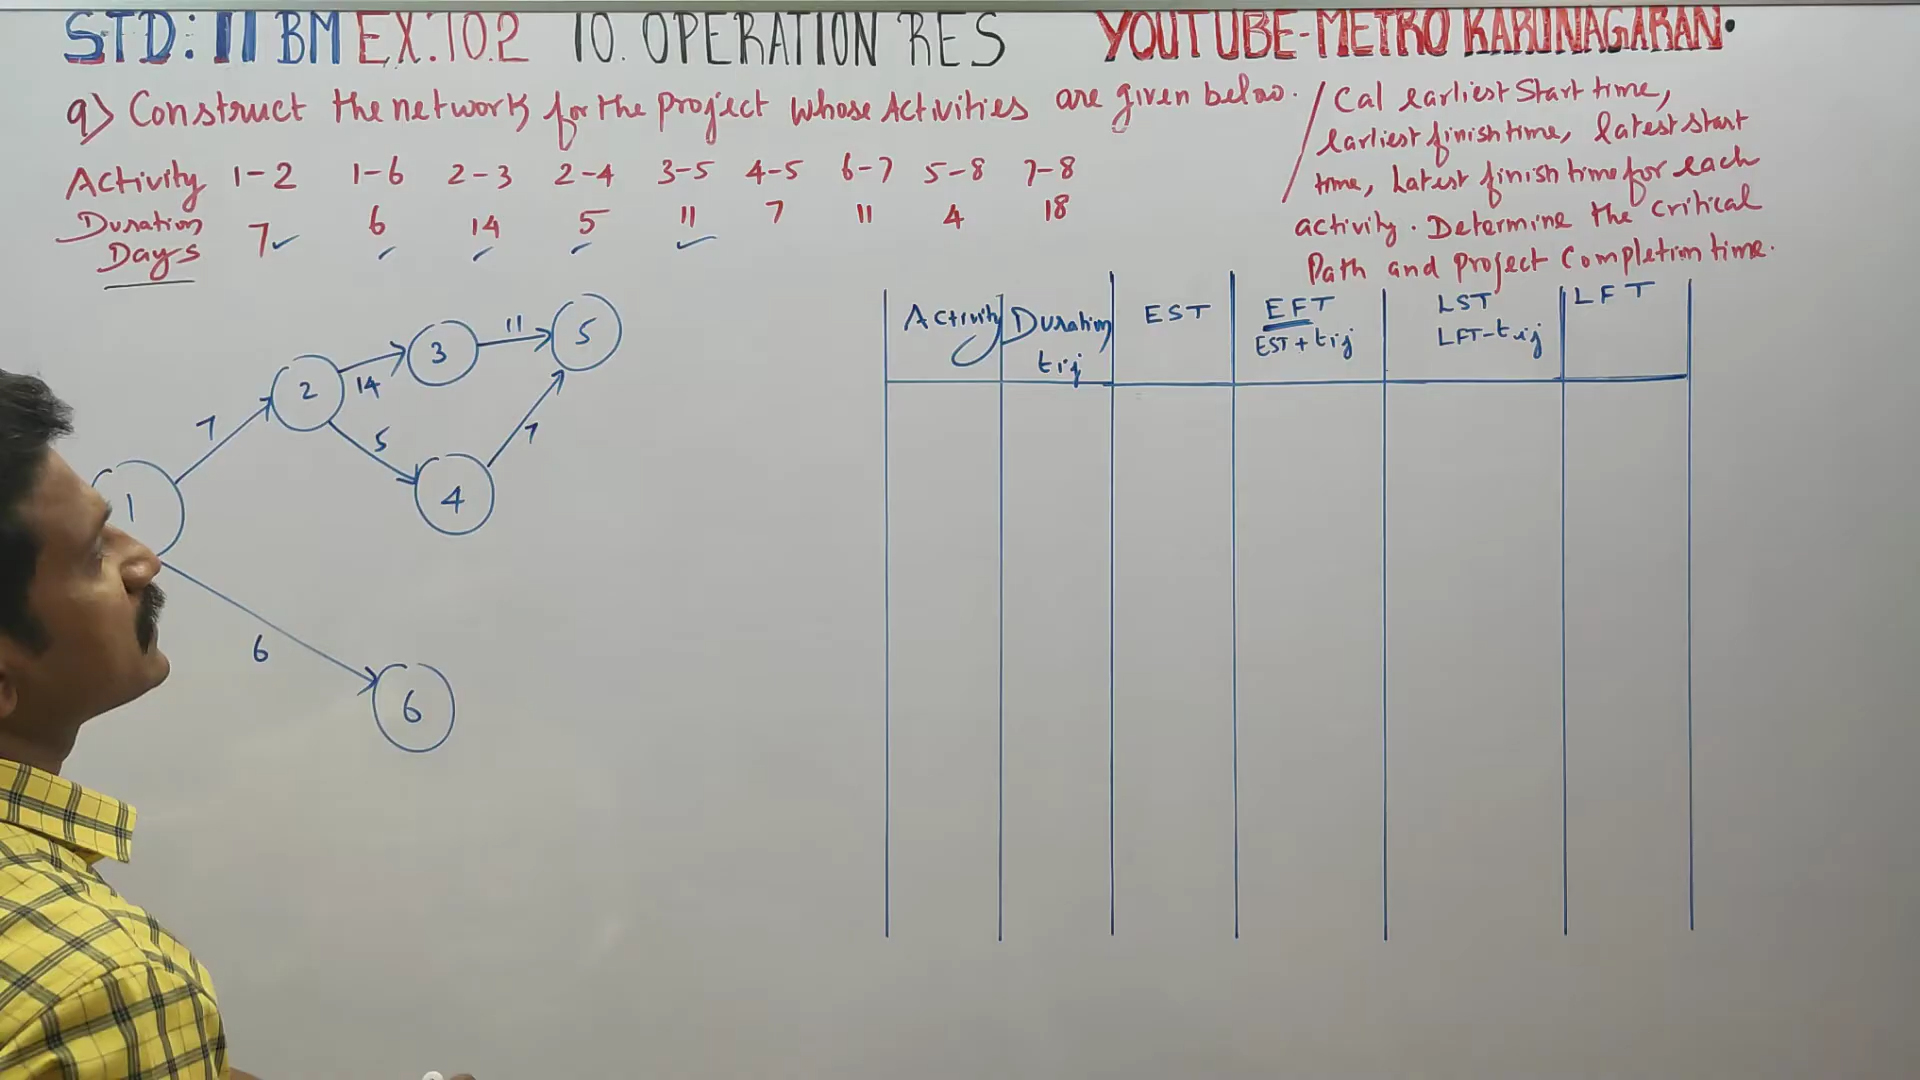 STD: 11 BM EX.10.2 10. OPERATION RES YOUTUBE-METRO KARUNAGARAN.
9) Construct the network for the project whose Activities are given below. / Cal earliest Start time,
earliest finish time, latest start
time, Latest finish time for each
activity. Determine the critical
Path and Project Completion time.
Activity 1-2 1-6 2-3 2-4 3-5 4-5 6-7 5-8 7-8
Duration 7 6 14 5 11 7 11 4 18
Days
Activity Duration tij EST EFT EST+tij LST LFT-tij LFT
1
7
2
14
3
11
5
5
4
7
6
6